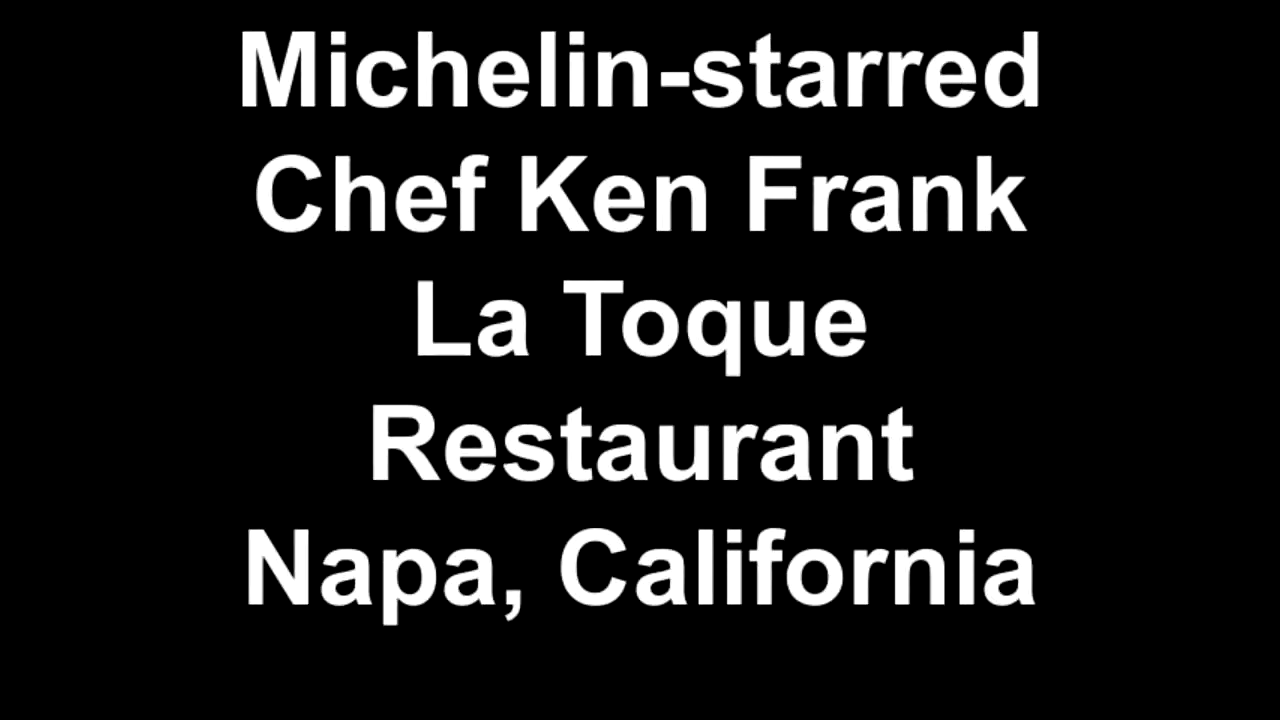 Michelin-starred
Chef Ken Frank
La Toque
Restaurant
Napa, California